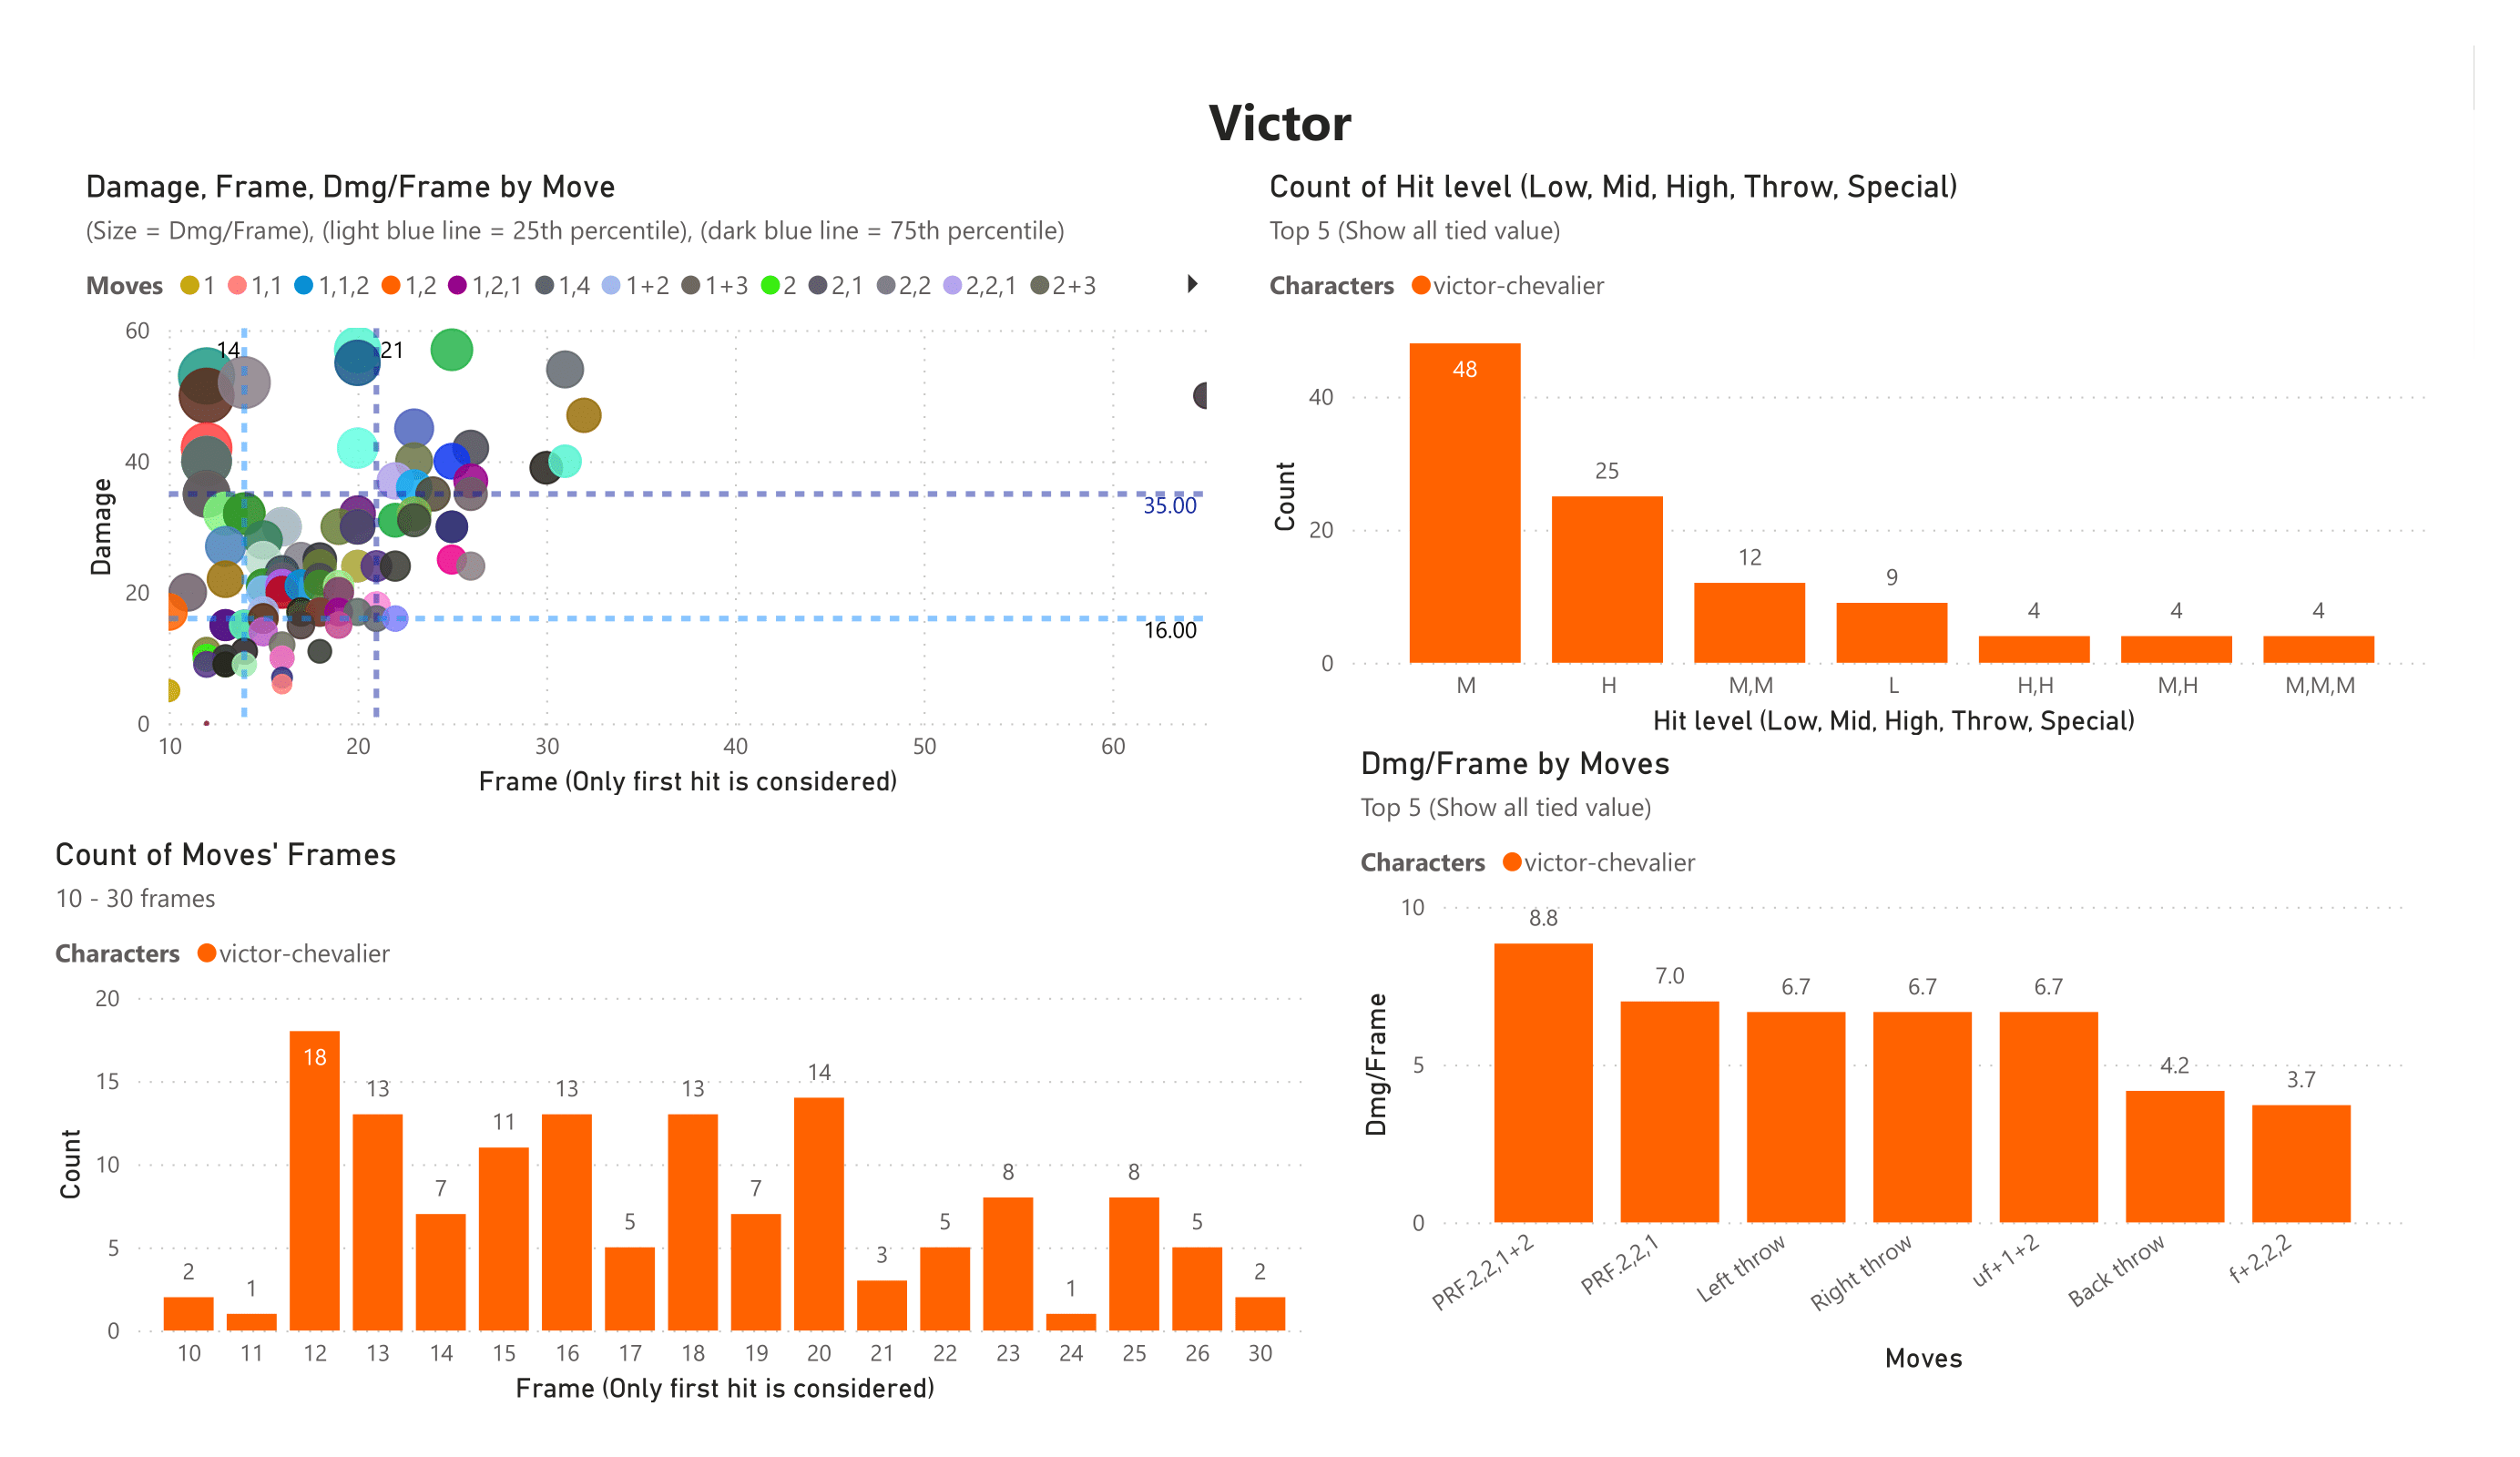 Victor
Damage, Frame, Dmg/Frame by Move
(Size = Dmg/Frame), (light blue line = 25th percentile), (dark blue line = 75th percentile)
Moves 1 1,1 1,1,2 1,2 1,2,1 1,4 1+2 1+3 2 2,1 2,2 2,2,1 2+3
60
40
20
0
Damage
14
21
35.00
16.00
10 20 30 40 50 60
Frame (Only first hit is considered)
Count of Hit level (Low, Mid, High, Throw, Special)
Top 5 (Show all tied value)
Characters victor-chevalier
40
20
0
Count
48
25
12
9
4
4
4
M H M,M L H,H M,H M,M,M
Hit level (Low, Mid, High, Throw, Special)
Count of Moves' Frames
10 - 30 frames
Characters victor-chevalier
20
15
10
5
0
Count
2
1
18
13
7
11
13
5
13
7
14
3
5
8
1
8
5
2
10 11 12 13 14 15 16 17 18 19 20 21 22 23 24 25 26 30
Frame (Only first hit is considered)
Dmg/Frame by Moves
Top 5 (Show all tied value)
Characters victor-chevalier
10
5
0
Dmg/Frame
8.8
7.0
6.7
6.7
6.7
4.2
3.7
PRF.2,2,1+2
PRF.2,2,1
Left throw
Right throw
uf+1+2
Back throw
f+2,2,2
Moves